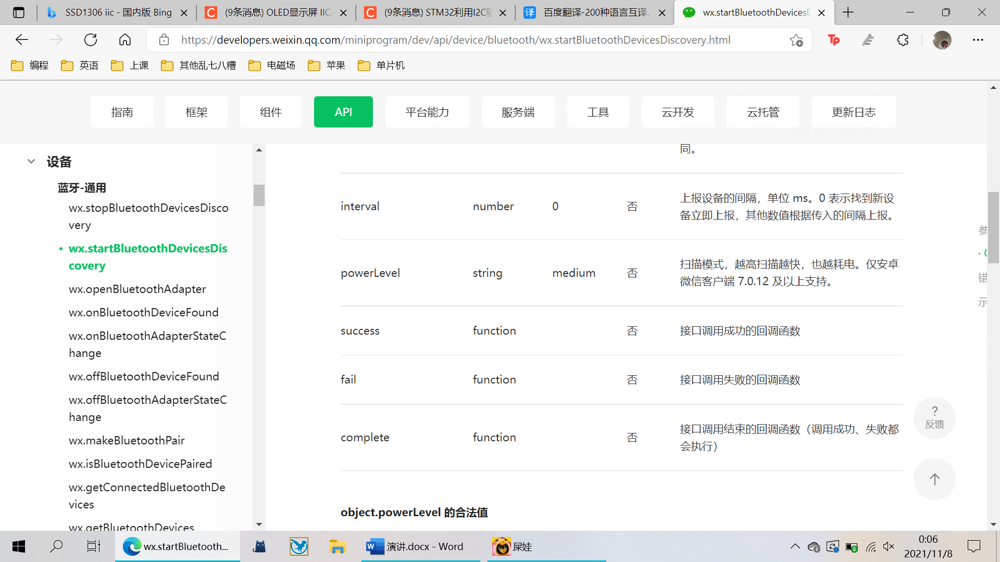 SSD1306 iic - 国内版 Bing
(9条消息) OLED显示屏 IIC
(9条消息) STM32利用I2C驱
百度翻译-200种语言互译、
wx.startBluetoothDevicesD
https://developers.weixin.qq.com/miniprogram/dev/api/device/bluetooth/wx.startBluetoothDevicesDiscovery.html
编程
英语
上课
其他乱七八糟
电磁场
苹果
单片机
指南
框架
组件
API
平台能力
服务端
工具
云开发
云托管
更新日志
设备
蓝牙-通用
wx.stopBluetoothDevicesDisco
very
wx.startBluetoothDevicesDis
covery
wx.openBluetoothAdapter
wx.onBluetoothDeviceFound
wx.onBluetoothAdapterStateC
hange
wx.offBluetoothDeviceFound
wx.offBluetoothAdapterStateC
hange
wx.makeBluetoothPair
wx.isBluetoothDevicePaired
wx.getConnectedBluetoothDe
vices
wx.getBluetoothDevices
同。
interval number 0 否 上报设备的间隔，单位 ms。0 表示找到新设
备立即上报，其他数值根据传入的间隔上报。
powerLevel string medium 否 扫描模式，越高扫描越快，也越耗电。仅安卓
微信客户端 7.0.12 及以上支持。
success function 否 接口调用成功的回调函数
fail function 否 接口调用失败的回调函数
complete function 否 接口调用结束的回调函数（调用成功、失败都
会执行）
object.powerLevel 的合法值
参
错
示
?
反馈
wx.startBluetooth...
演讲.docx - Word
屎娃
0:06
2021/11/8